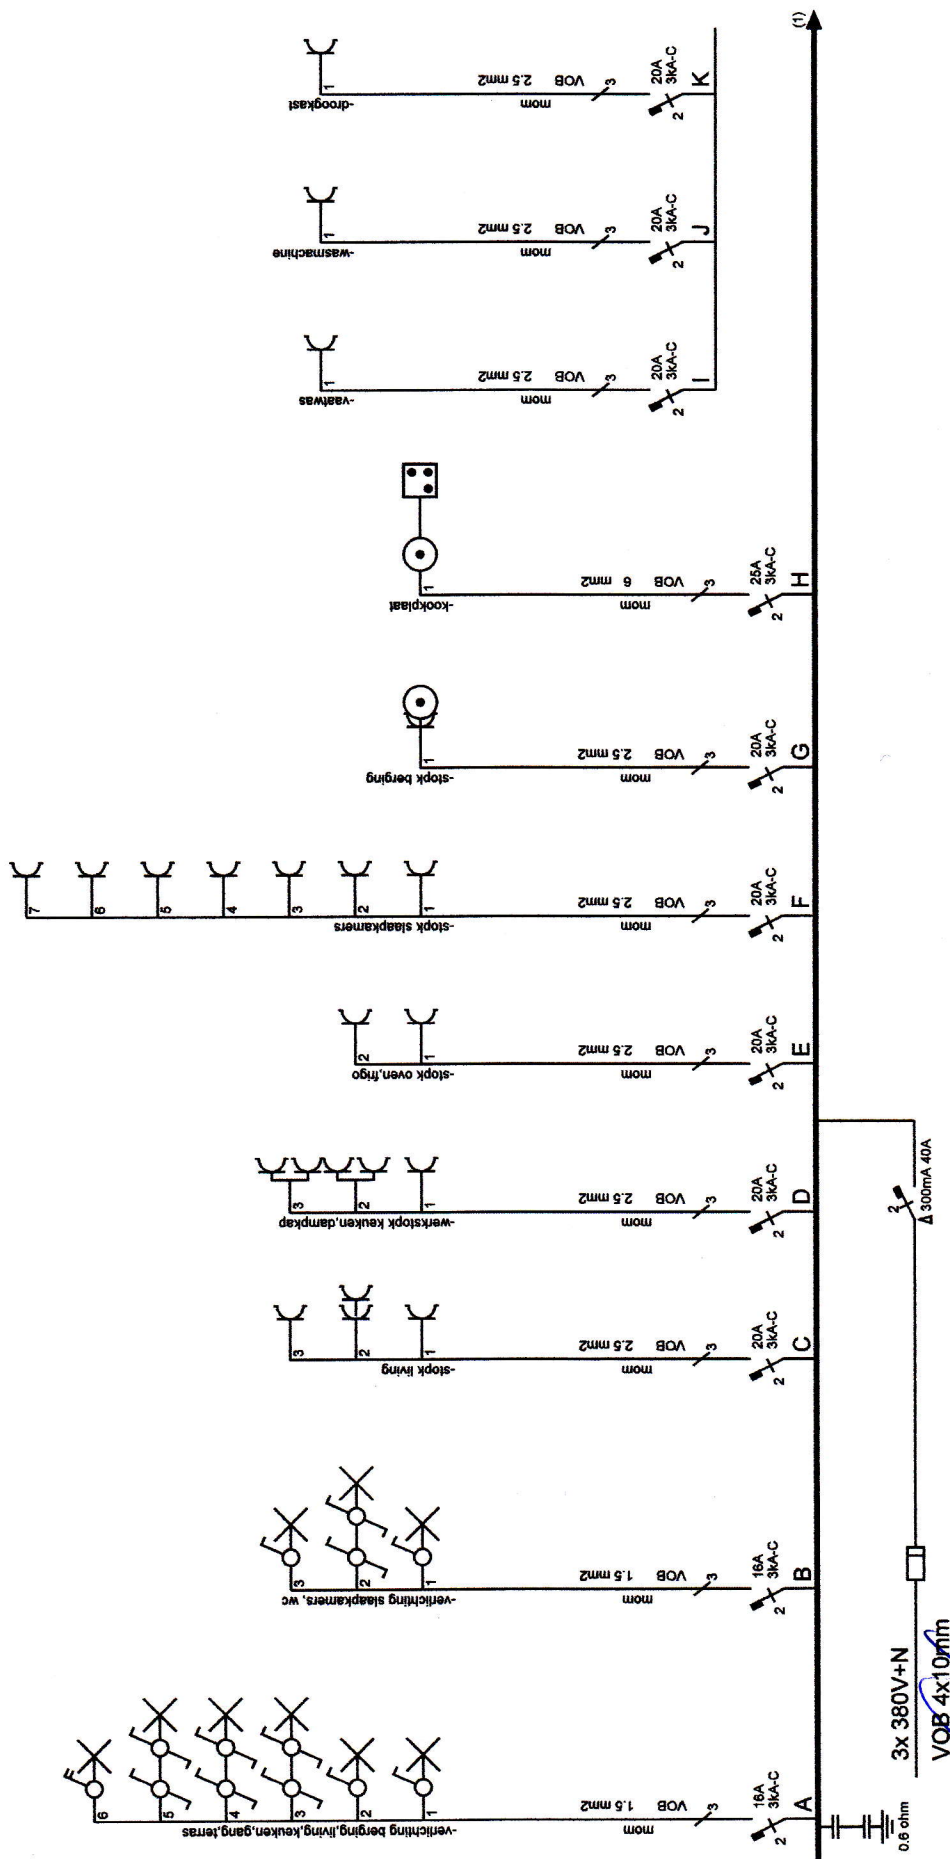 -verlichting berging,living,living,keuken,gang,terras
1
2
3
4
5
6
mom
VOB 1.5 mm2
3
2
16A
3kA-C
A
-verlichting slaapkamers, wc
1
2
3
mom
VOB 1.5 mm2
3
2
16A
3kA-C
B
-stopk living
1
2
3
mom
VOB 2.5 mm2
3
2
20A
3kA-C
C
-werkstopk keuken,dampkap
1
2
3
mom
VOB 2.5 mm2
3
2
20A
3kA-C
D
-stopk oven,frigo
1
2
mom
VOB 2.5 mm2
3
2
20A
3kA-C
E
-stopk slaapkamers
1
2
3
4
5
6
7
mom
VOB 2.5 mm2
3
2
20A
3kA-C
F
-stopk berging
1
mom
VOB 2.5 mm2
3
2
20A
3kA-C
G
-kookplaat
1
mom
VOB 6 mm2
3
2
25A
3kA-C
H
-vaatwas
1
mom
VOB 2.5 mm2
3
2
20A
3kA-C
I
-wasmachine
1
mom
VOB 2.5 mm2
3
2
20A
3kA-C
J
-droogkast
1
mom
VOB 2.5 mm2
3
2
20A
3kA-C
K
(1)
0.6 ohm
3x 380V+N
VOB 4x10mm
2
Δ 300mA 40A